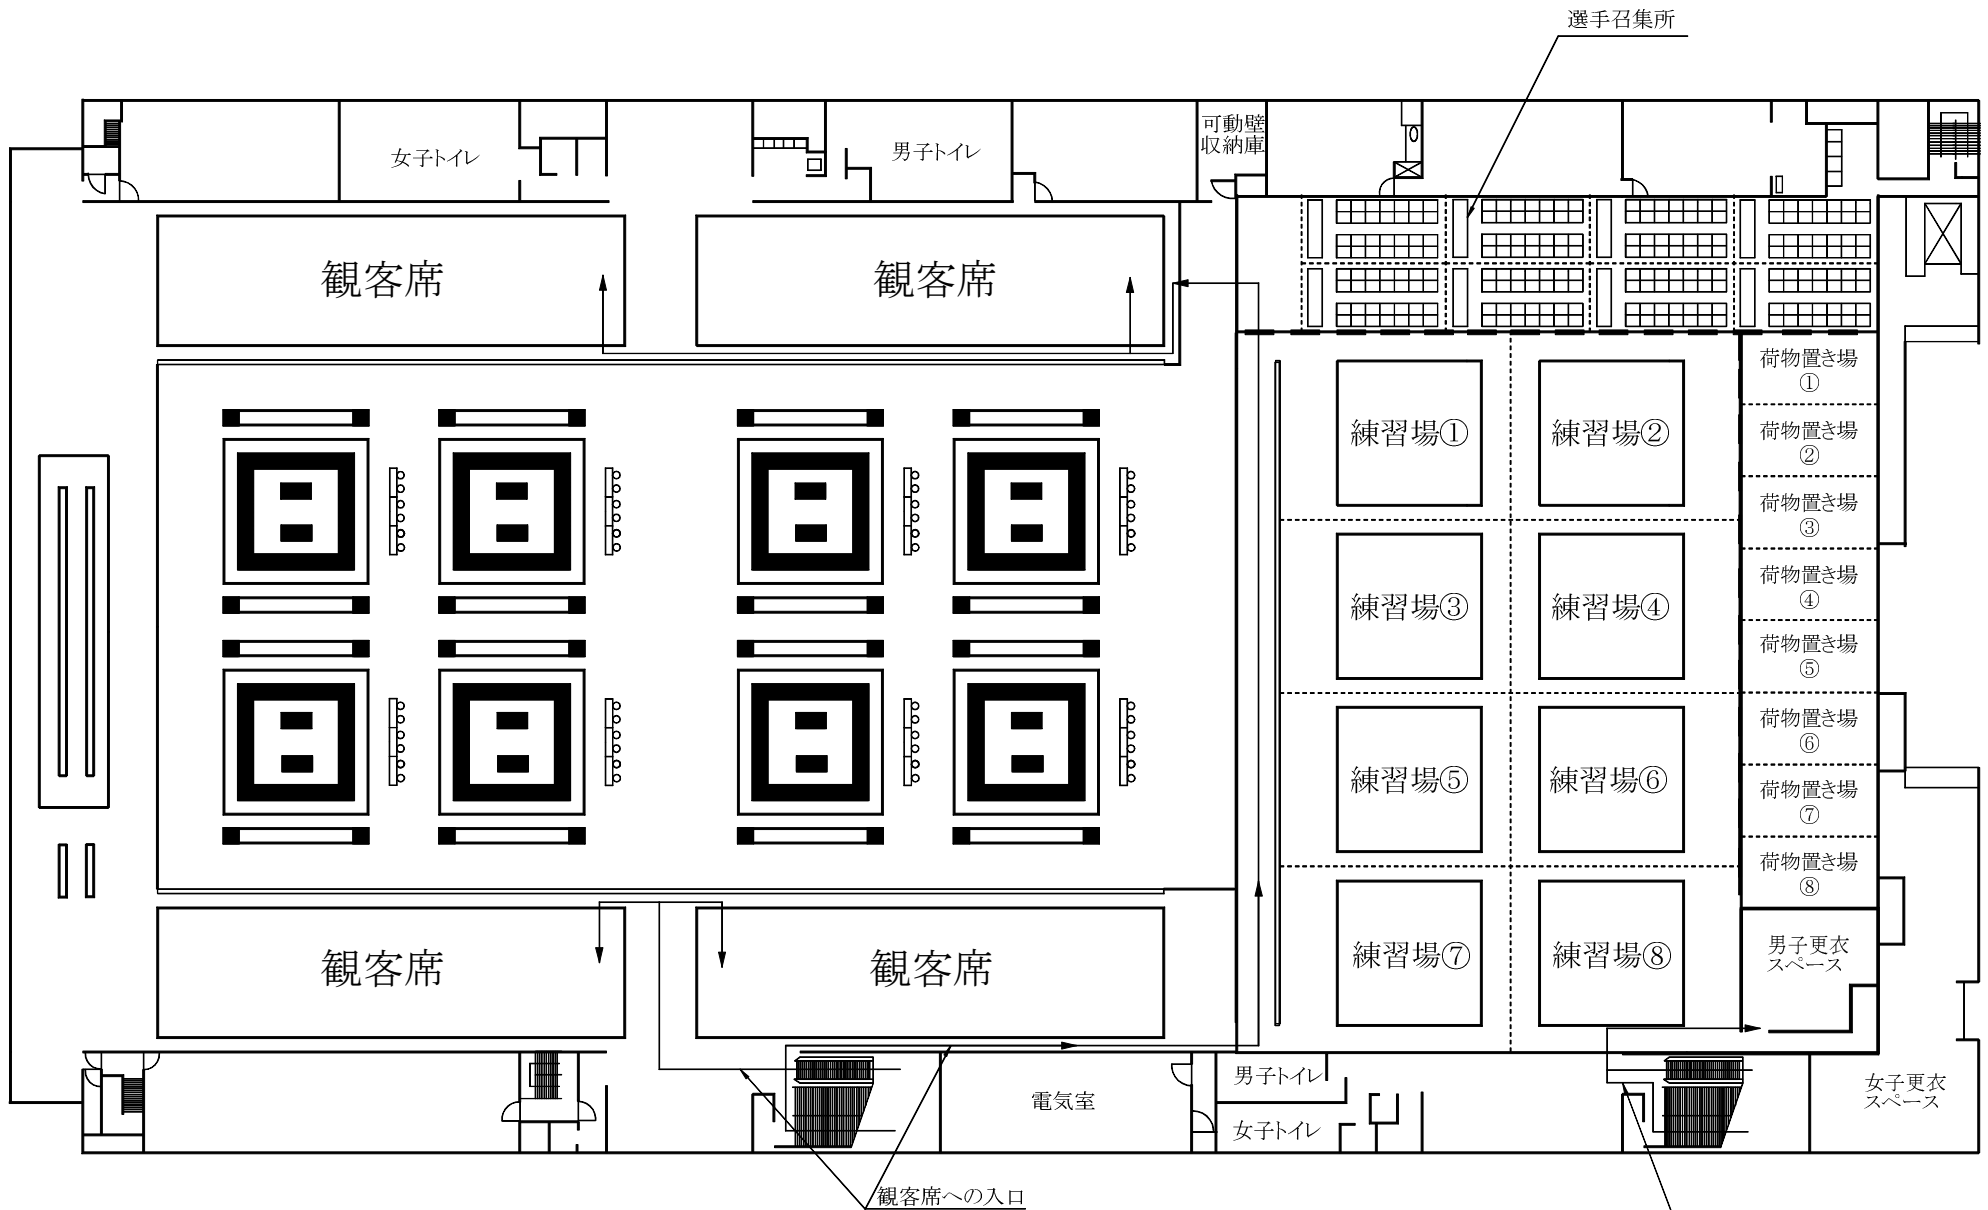 選手召集所
可動壁
収納庫
女子トイレ
男子トイレ
観客席
観客席
荷物置き場
①
練習場①
練習場②
荷物置き場
②
荷物置き場
③
荷物置き場
④
練習場③
練習場④
荷物置き場
⑤
荷物置き場
⑥
練習場⑤
練習場⑥
荷物置き場
⑦
荷物置き場
⑧
観客席
観客席
練習場⑦
練習場⑧
男子更衣
スペース
電気室
男子トイレ
女子トイレ
女子更衣
スペース
観客席への入口